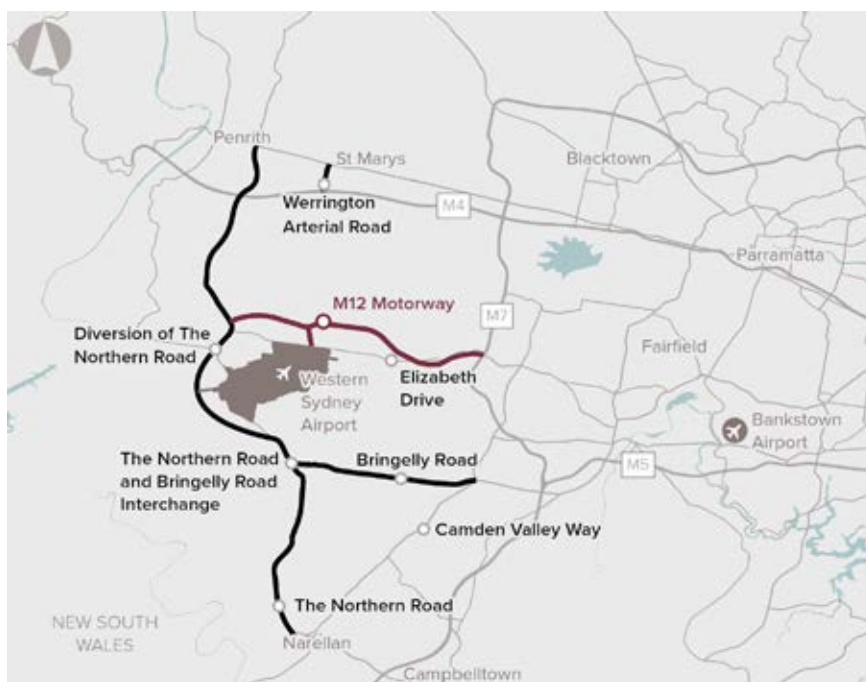 Penrith
St Marys
Blacktown
Werrington
Arterial Road
M4
Parramatta
M12 Motorway
M7
Diversion of The
Northern Road
Fairfield
Elizabeth
Drive
Western
Sydney
Airport
Bankstown
Airport
The Northern Road
and Bringelly Road
Interchange
Bringelly Road
M5
Camden Valley Way
The Northern Road
NEW SOUTH
WALES
Narellan
Campbelltown